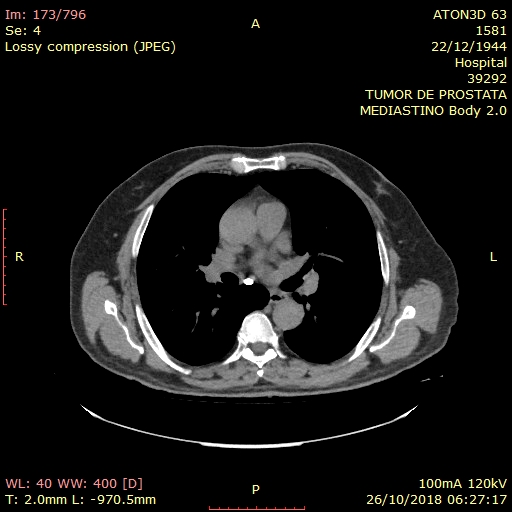 Im: 173/796
Se: 4
Lossy compression (JPEG)
A
ATON3D 63
1581
22/12/1944
Hospital
39292
TUMOR DE PROSTATA
MEDIASTINO Body 2.0
R
L
WL: 40 WW: 400 [D]
T: 2.0mm L: -970.5mm
P
100mA 120kV
26/10/2018 06:27:17